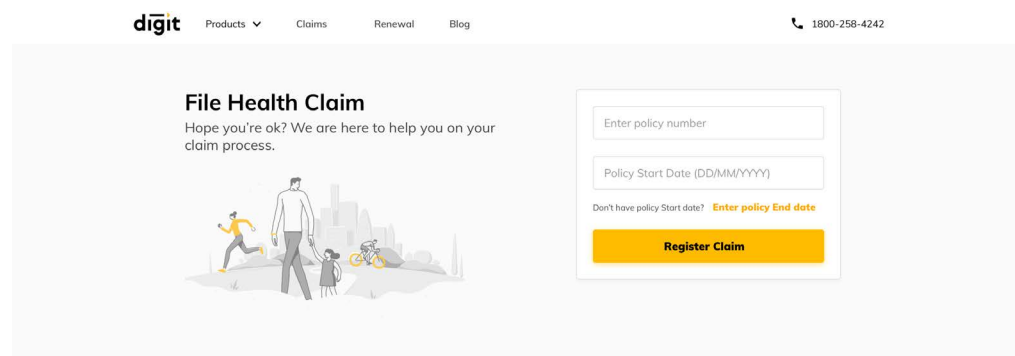 digit
Products
Claims
Renewal
Blog
1800-258-4242
File Health Claim
Hope you're ok? We are here to help you on your
claim process.
Enter policy number
Policy Start Date (DD/MM/YYYY)
Don't have policy Start date? Enter policy End date
Register Claim